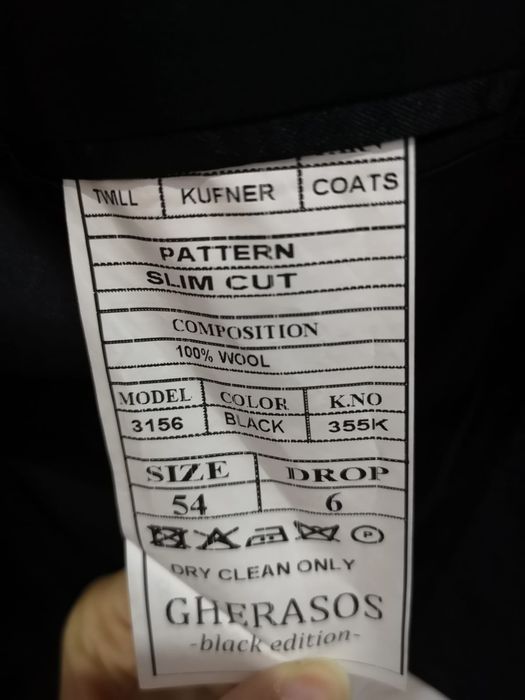 TWILL KUFNER COATS
PATTERN
SLIM CUT
COMPOSITION
100% WOOL
MODEL COLOR K.NO
3156 BLACK 355K
SIZE DROP
54 6
P
DRY CLEAN ONLY
GHERASOS
-black edition-